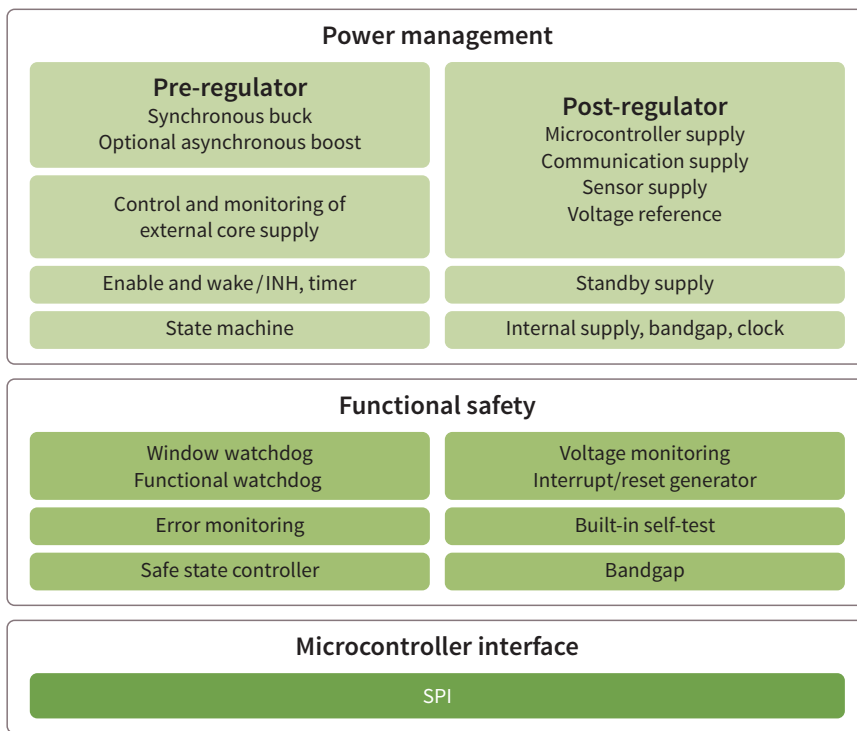 Power management
Pre-regulator
Synchronous buck
Optional asynchronous boost
Control and monitoring of
external core supply
Enable and wake/INH, timer
State machine
Post-regulator
Microcontroller supply
Communication supply
Sensor supply
Voltage reference
Standby supply
Internal supply, bandgap, clock
Functional safety
Window watchdog
Functional watchdog
Error monitoring
Safe state controller
Voltage monitoring
Interrupt/reset generator
Built-in self-test
Bandgap
Microcontroller interface
SPI